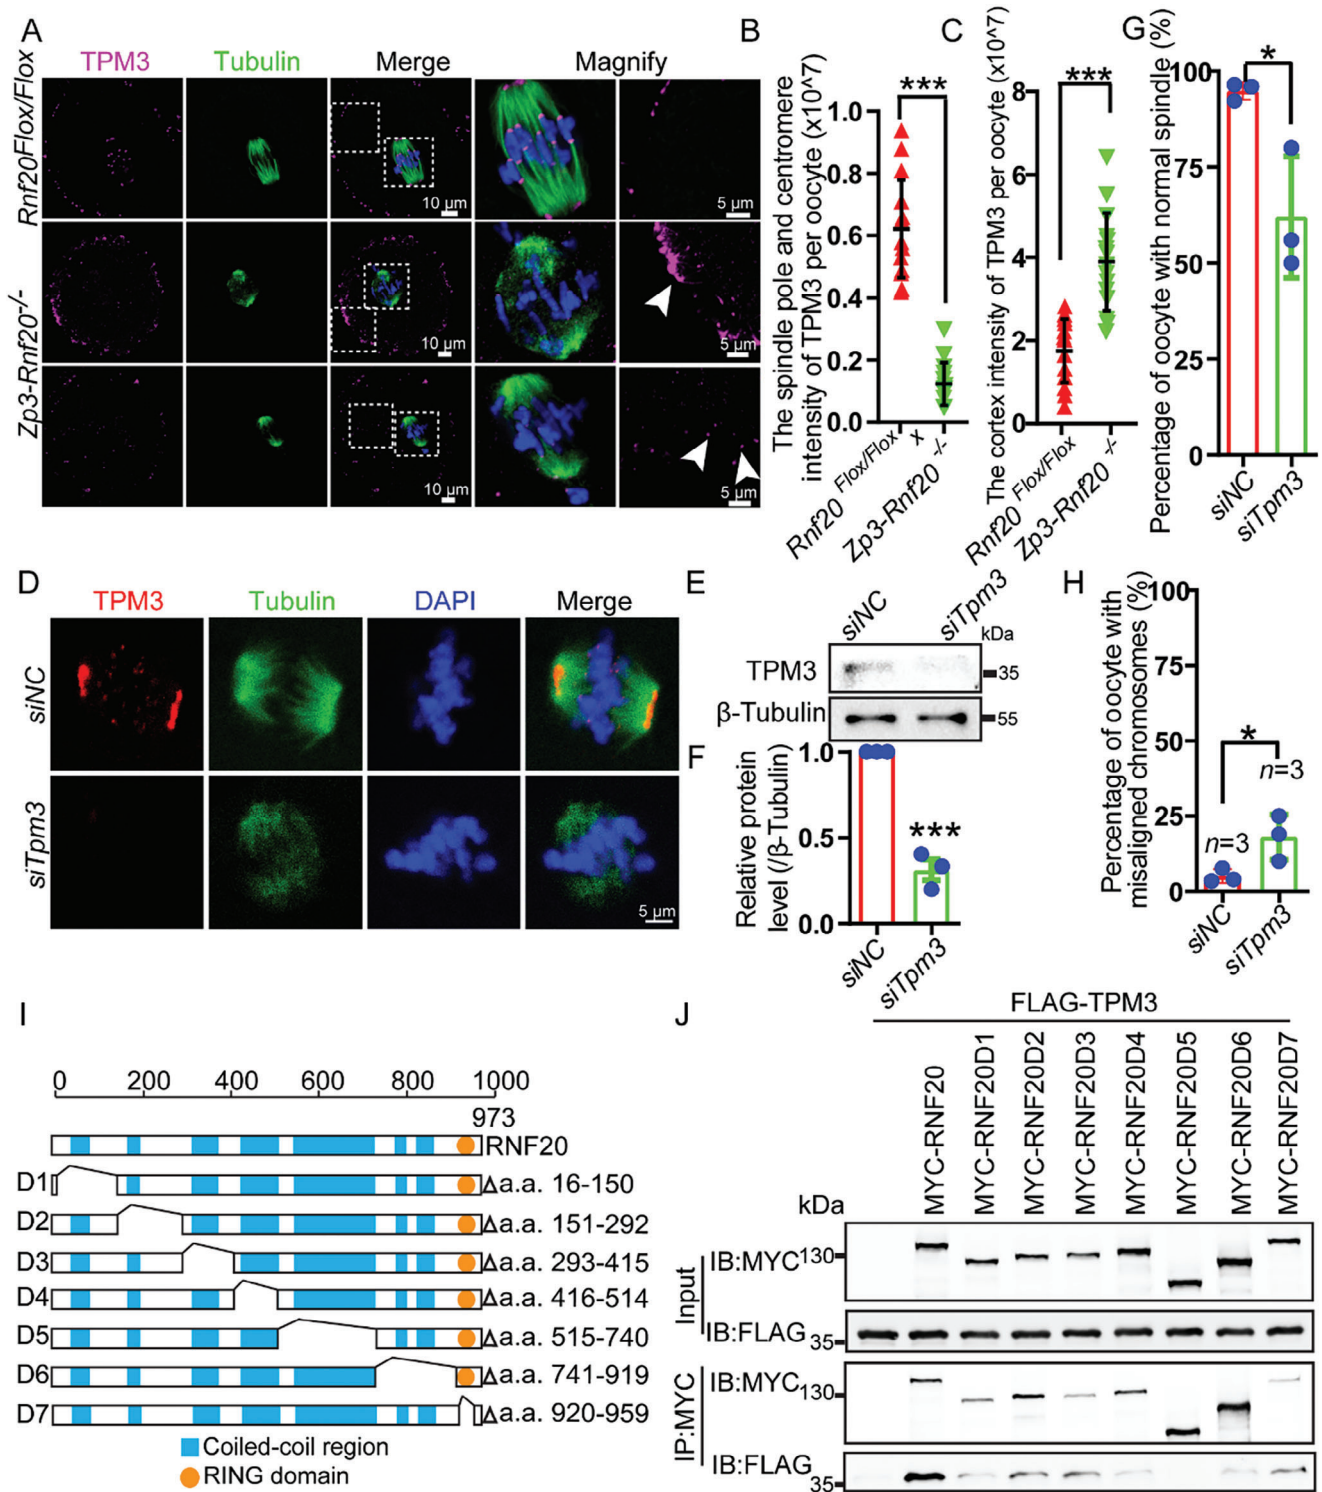 A
TPM3
Tubulin
Merge
Magnify
Rnf20Flox/Flox
Zp3-Rnf20-/-
10 µm
5 µm
10 µm
5 µm
10 µm
5 µm
B
The spindle pole and centromere
intensity of TPM3 per oocyte (x10^7)
***
1.0
0.8
0.6
0.4
0.2
0.0
Rnf20 Flox/Flox
x
Zp3-Rnf20 -/-
C
The cortex intensity of TPM3 per oocyte (x10^7)
***
8
6
4
2
0
Rnf20 Flox/Flox
Zp3-Rnf20 -/-
G
Percentage of oocyte with normal spindle (%)
*
100
75
50
25
0
siNC
siTpm3
D
TPM3
Tubulin
DAPI
Merge
siNC
siTpm3
5 µm
E
siNC
siTpm3
kDa
TPM3
35
β-Tubulin
55
F
Relative protein
level (/β-Tubulin)
1.0
0.5
0.0
***
siNC
siTpm3
H
Percentage of oocyte with
misaligned chromosomes (%)
100
75
50
25
0
*
n=3
n=3
siNC
siTpm3
I
0 200 400 600 800 1000
973
RNF20
D1 Δa.a. 16-150
D2 Δa.a. 151-292
D3 Δa.a. 293-415
D4 Δa.a. 416-514
D5 Δa.a. 515-740
D6 Δa.a. 741-919
D7 Δa.a. 920-959
Coiled-coil region
RING domain
J
FLAG-TPM3
MYC-RNF20
MYC-RNF20D1
MYC-RNF20D2
MYC-RNF20D3
MYC-RNF20D4
MYC-RNF20D5
MYC-RNF20D6
MYC-RNF20D7
kDa
Input
IB:MYC 130
IB:FLAG 35
IP:MYC
IB:MYC 130
IB:FLAG 35